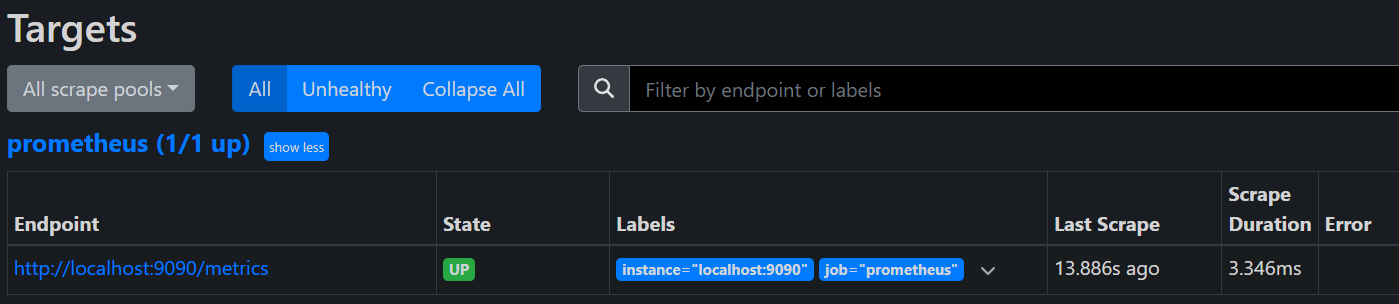 Targets
All scrape pools All Unhealthy Collapse All Filter by endpoint or labels
prometheus (1/1 up) show less
Endpoint State Labels Last Scrape Scrape Duration Error
http://localhost:9090/metrics UP instance="localhost:9090" job="prometheus" 13.886s ago 3.346ms